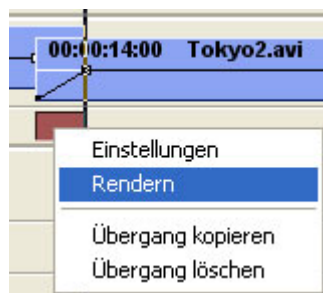 00:00:14:00 Tokyo2.avi
Einstellungen
Rendern
Übergang kopieren
Übergang löschen